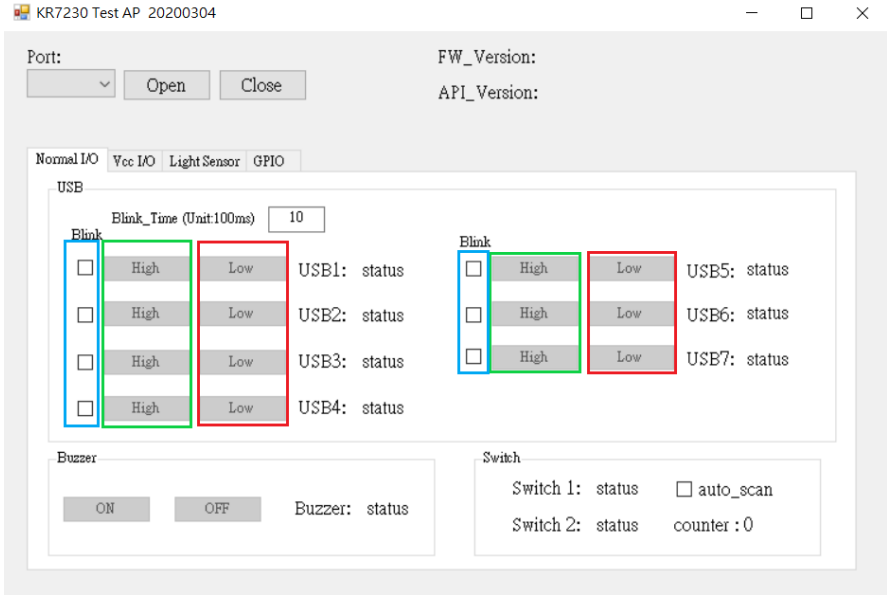 KR7230 Test AP 20200304
Port:
Open Close
FW_Version:
API_Version:
Normal I/O Vcc I/O Light Sensor GPIO
USB
Blink_Time (Unit:100ms) 10
Blink
High Low USB1: status
High Low USB2: status
High Low USB3: status
High Low USB4: status
Blink
High Low USB5: status
High Low USB6: status
High Low USB7: status
Buzzer
ON OFF Buzzer: status
Switch
Switch 1: status auto_scan
Switch 2: status counter : 0